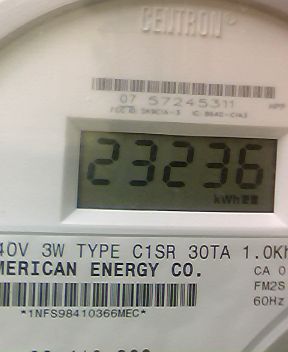 CENTRON
07 57245311
23236
kWh
40V 3W TYPE C1SR 30TA 1.0Kh
MERICAN ENERGY CO.
CA 0
FM2S
60Hz
*1NFS98410366MEC*